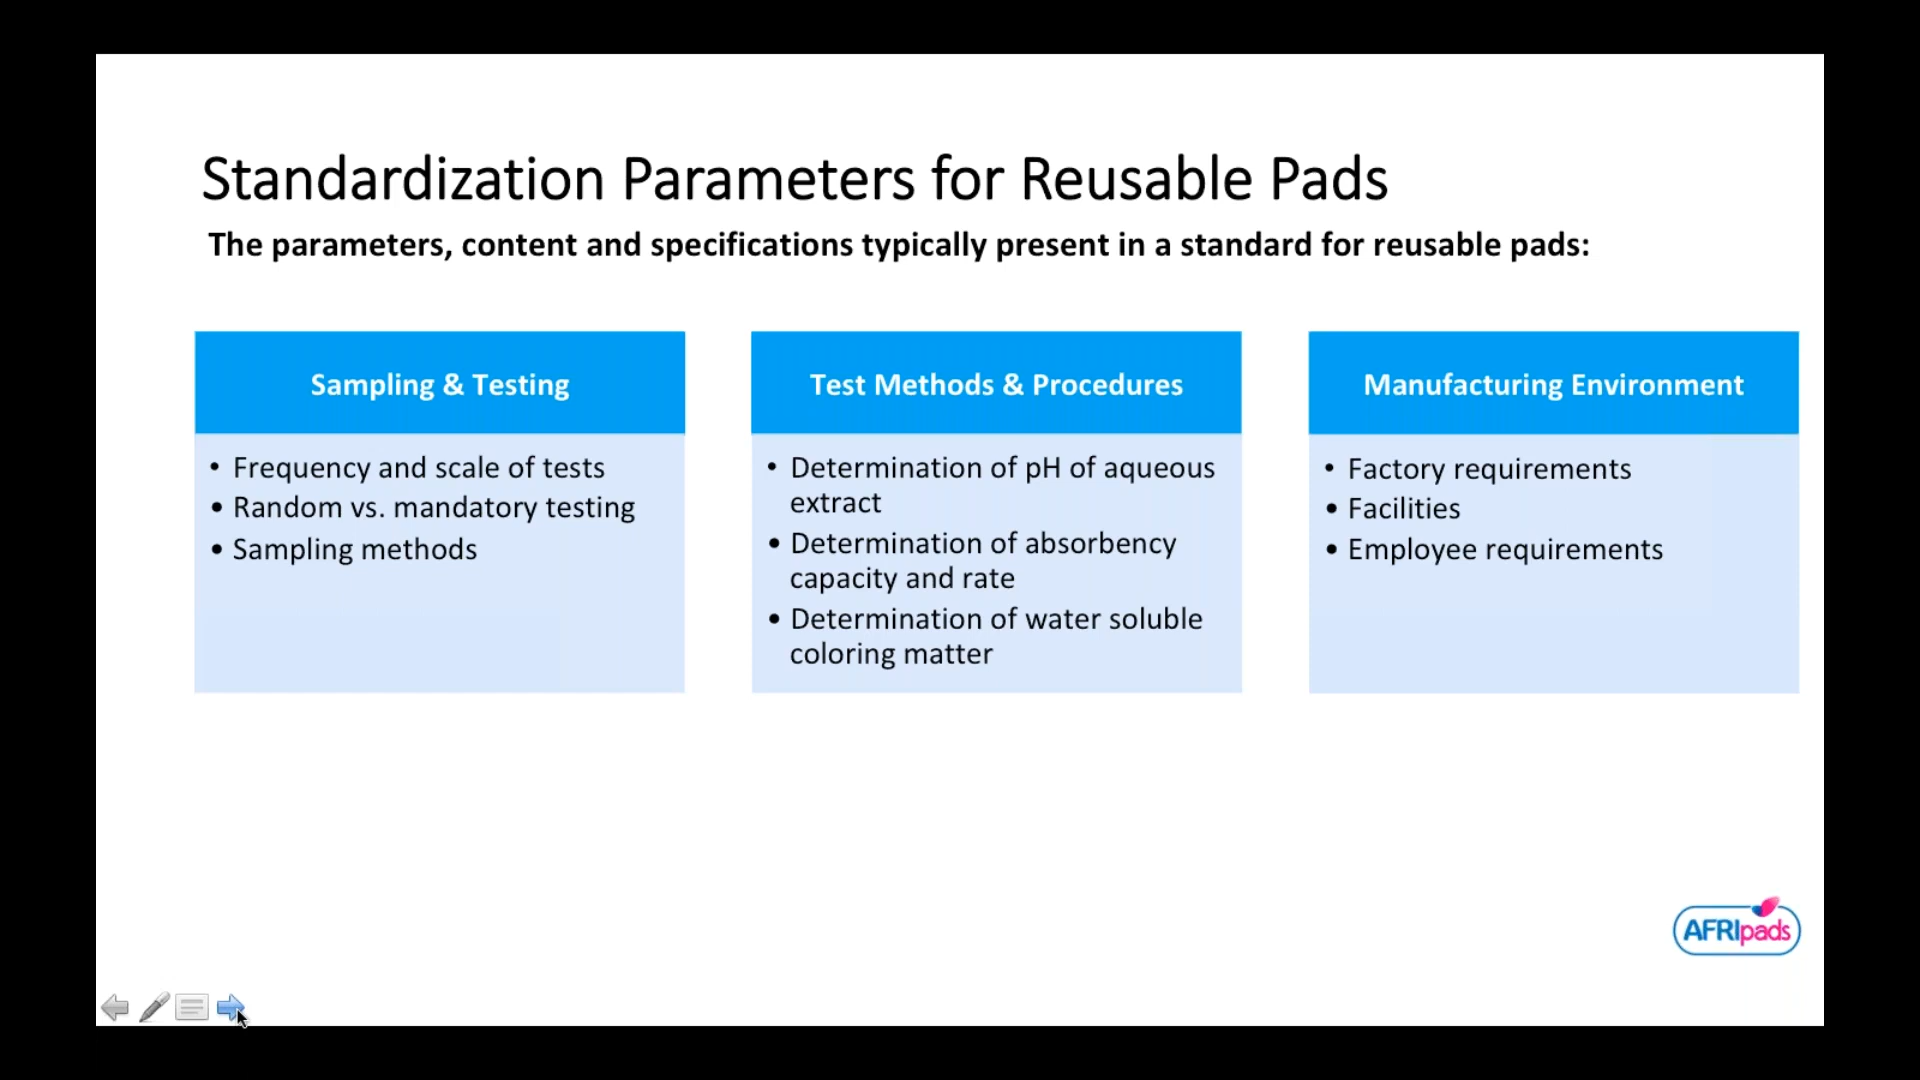 Standardization Parameters for Reusable Pads
The parameters, content and specifications typically present in a standard for reusable pads:
Sampling & Testing
• Frequency and scale of tests
• Random vs. mandatory testing
• Sampling methods
Test Methods & Procedures
• Determination of pH of aqueous
extract
• Determination of absorbency
capacity and rate
• Determination of water soluble
coloring matter
Manufacturing Environment
• Factory requirements
• Facilities
• Employee requirements
AFRIpads